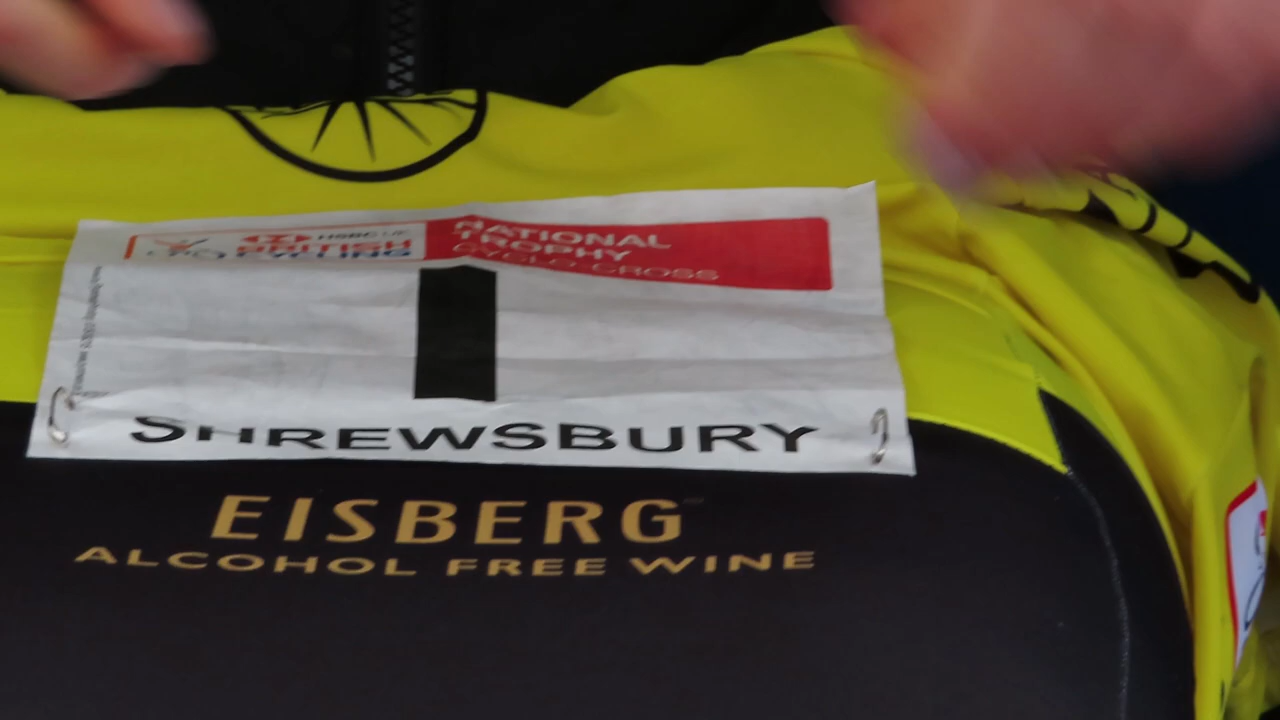 HSBC UK
BRITISH
CYCLING
NATIONAL
TROPHY
CYCLO CROSS
1
SHREWSBURY
EISBERG
ALCOHOL FREE WINE